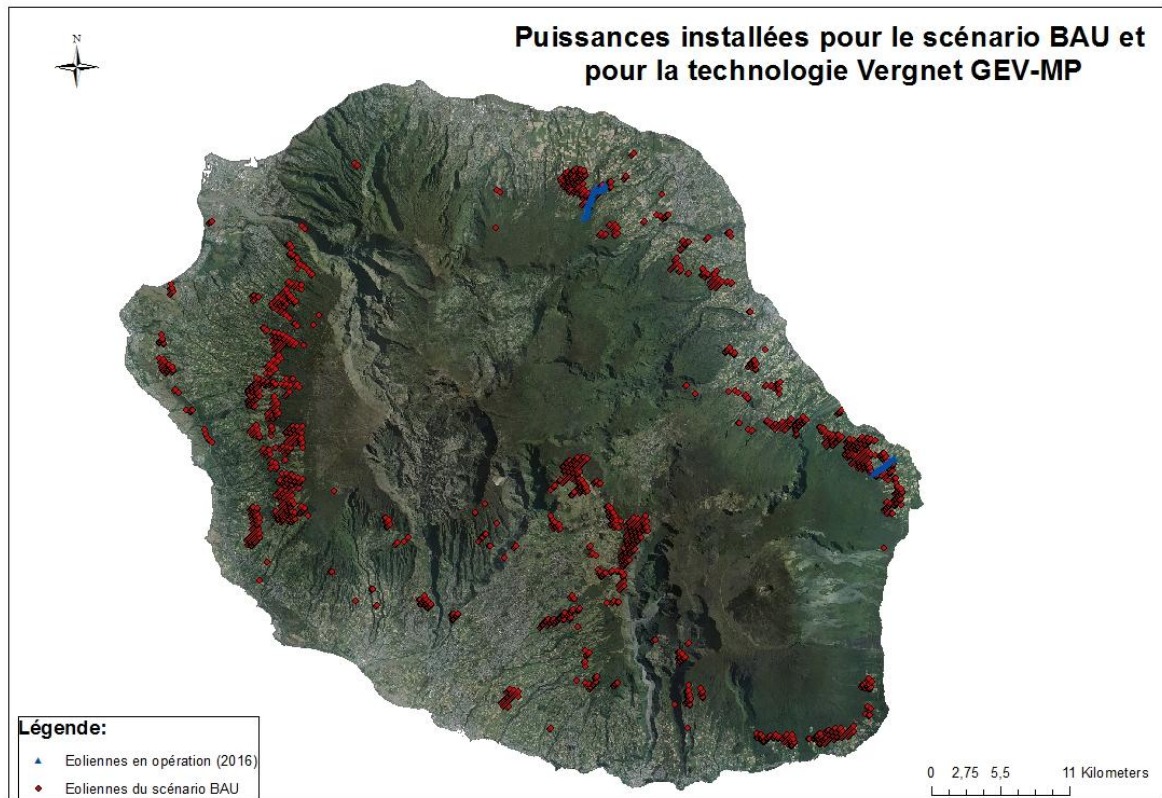 Puissances installées pour le scénario BAU et
pour la technologie Vergnet GEV-MP
N
Légende:
Eoliennes en opération (2016)
Eoliennes du scénario BAU
0 2,75 5,5 11 Kilometers